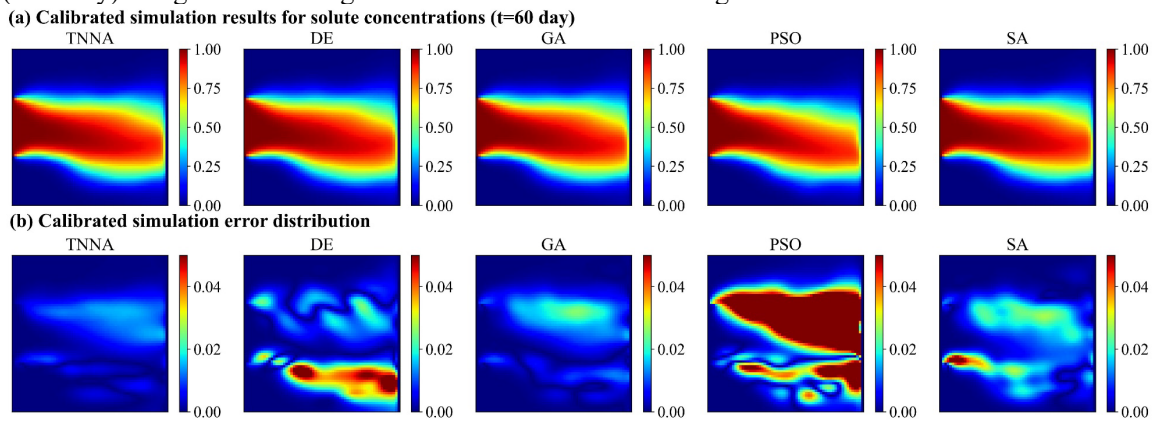 (a) Calibrated simulation results for solute concentrations (t=60 day)
TNNA DE GA PSO SA
1.00 1.00 1.00 1.00 1.00
0.75 0.75 0.75 0.75 0.75
0.50 0.50 0.50 0.50 0.50
0.25 0.25 0.25 0.25 0.25
0.00 0.00 0.00 0.00 0.00
(b) Calibrated simulation error distribution
TNNA DE GA PSO SA
0.04 0.04 0.04 0.04 0.04
0.02 0.02 0.02 0.02 0.02
0.00 0.00 0.00 0.00 0.00